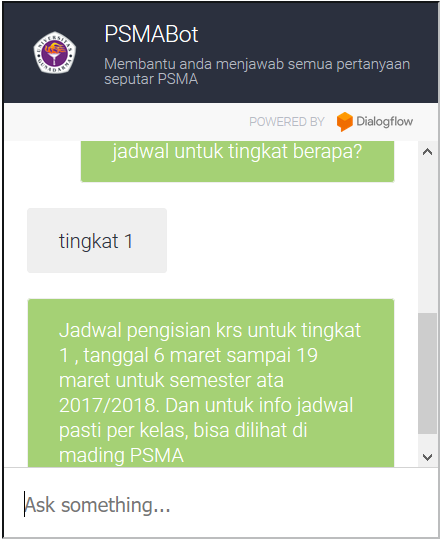 PSMABot
Membantu anda menjawab semua pertanyaan
seputar PSMA
POWERED BY Dialogflow
jadwal untuk tingkat berapa?
tingkat 1
Jadwal pengisian krs untuk tingkat
1 , tanggal 6 maret sampai 19
maret untuk semester ata
2017/2018. Dan untuk info jadwal
pasti per kelas, bisa dilihat di
mading PSMA
Ask something...